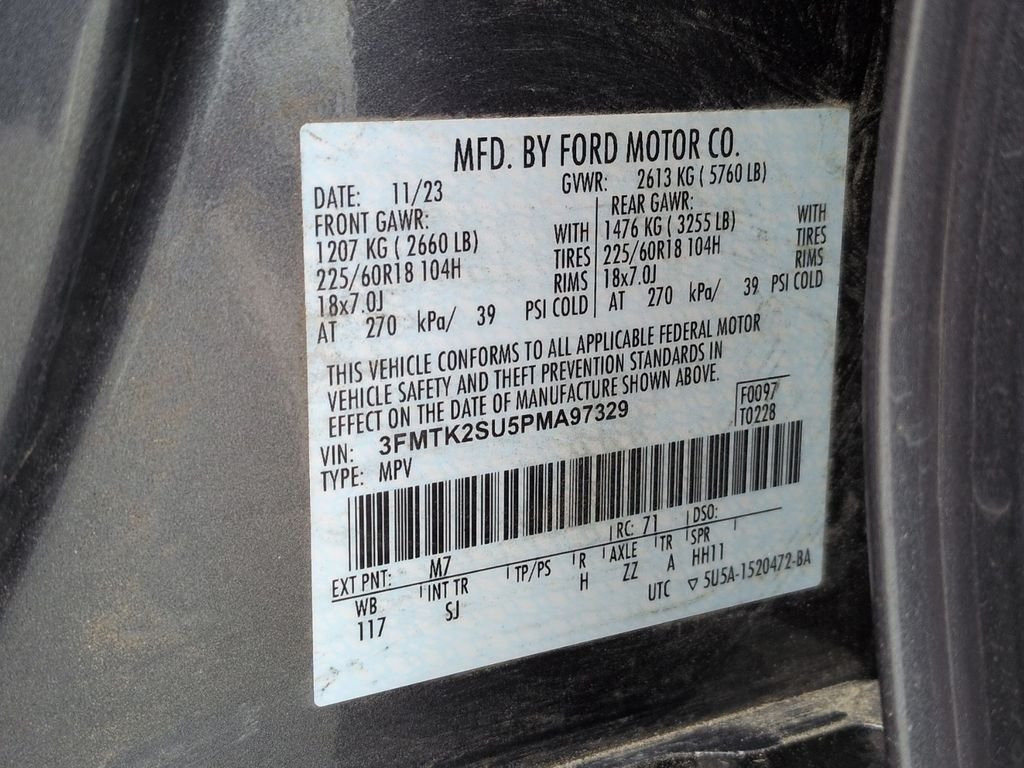 MFD. BY FORD MOTOR CO.
DATE: 11/23 GVWR: 2613 KG ( 5760 LB)
FRONT GAWR: REAR GAWR:
1207 KG ( 2660 LB) WITH 1476 KG ( 3255 LB) WITH
225/60R18 104H TIRES 225/60R18 104H TIRES
18x7.0J RIMS 18x7.0J RIMS
AT 270 kPa/ 39 PSI COLD AT 270 kPa/ 39 PSI COLD
THIS VEHICLE CONFORMS TO ALL APPLICABLE FEDERAL MOTOR
VEHICLE SAFETY AND THEFT PREVENTION STANDARDS IN
EFFECT ON THE DATE OF MANUFACTURE SHOWN ABOVE.
VIN: 3FMTK2SU5PMA97329 F0097
TYPE: MPV T0228
EXT PNT: M7 RC: 71 DSO:
WB INT TR TP/PS R AXLE TR SPR
117 SJ H ZZ A HH11
UTC ▽ 5U5A-1520472-BA